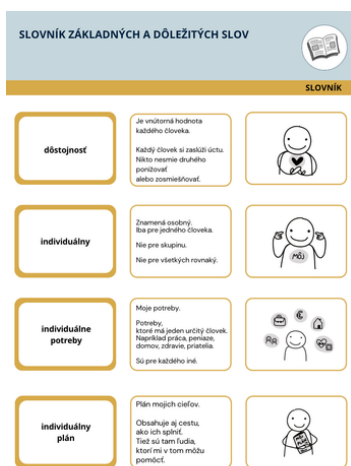 SLOVNÍK ZÁKLADNÝCH A DÔLEŽITÝCH SLOV
SLOVNÍK
dôstojnosť
Je vnútorná hodnota
každého človeka.
Každý človek si zaslúži úctu.
Nikto nesmie druhého
ponižovať
alebo zosmiešňovať.
individuálny
Znamená osobný.
Iba pre jedného človeka.
Nie pre skupinu.
Nie pre všetkých rovnaký.
MÔJ
individuálne
potreby
Moje potreby.
Potreby,
ktoré má jeden určitý človek.
Napríklad práca, peniaze,
domov, zdravie, priatelia.
Sú pre každého iné.
€
individuálny
plán
Plán mojich cieľov.
Obsahuje aj cestu,
ako ich splniť.
Tiež sú tam ľudia,
ktorí mi v tom môžu
pomôcť.